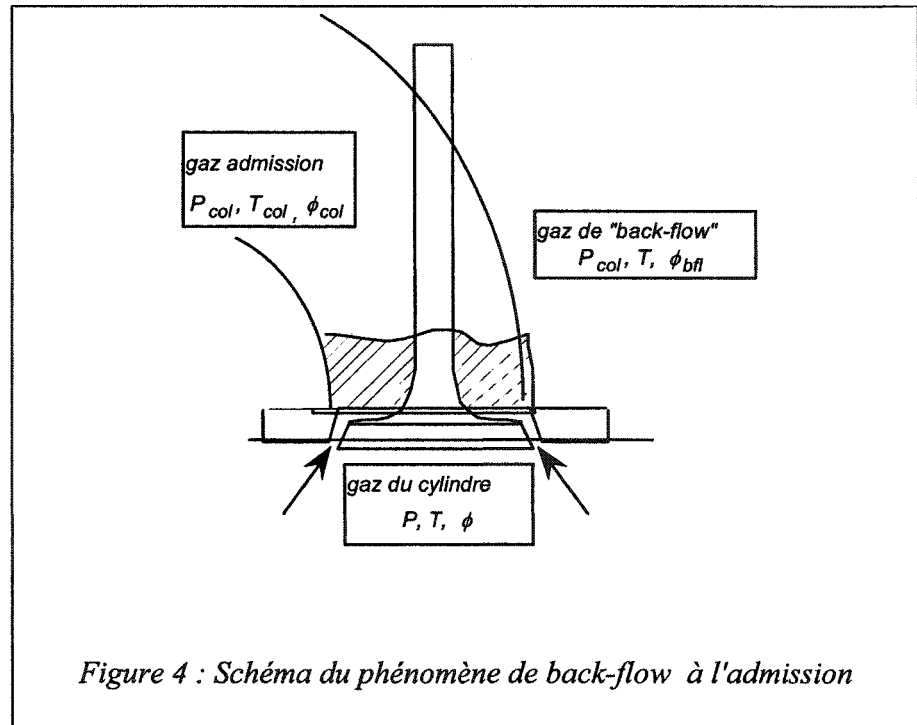 gaz admission
P col, T col, ϕ col
gaz de "back-flow"
P col, T, ϕ bfl
gaz du cylindre
P, T, ϕ
Figure 4 : Schéma du phénomène de back-flow à l'admission